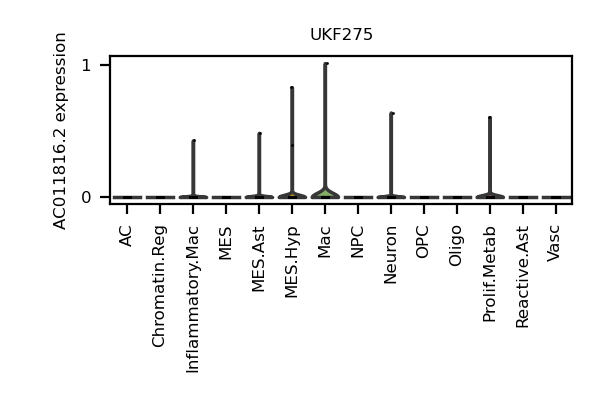 UKF275
AC011816.2 expression
1
0
AC
Chromatin.Reg
Inflammatory.Mac
MES
MES.Ast
MES.Hyp
Mac
NPC
Neuron
OPC
Oligo
Prolif.Metab
Reactive.Ast
Vasc